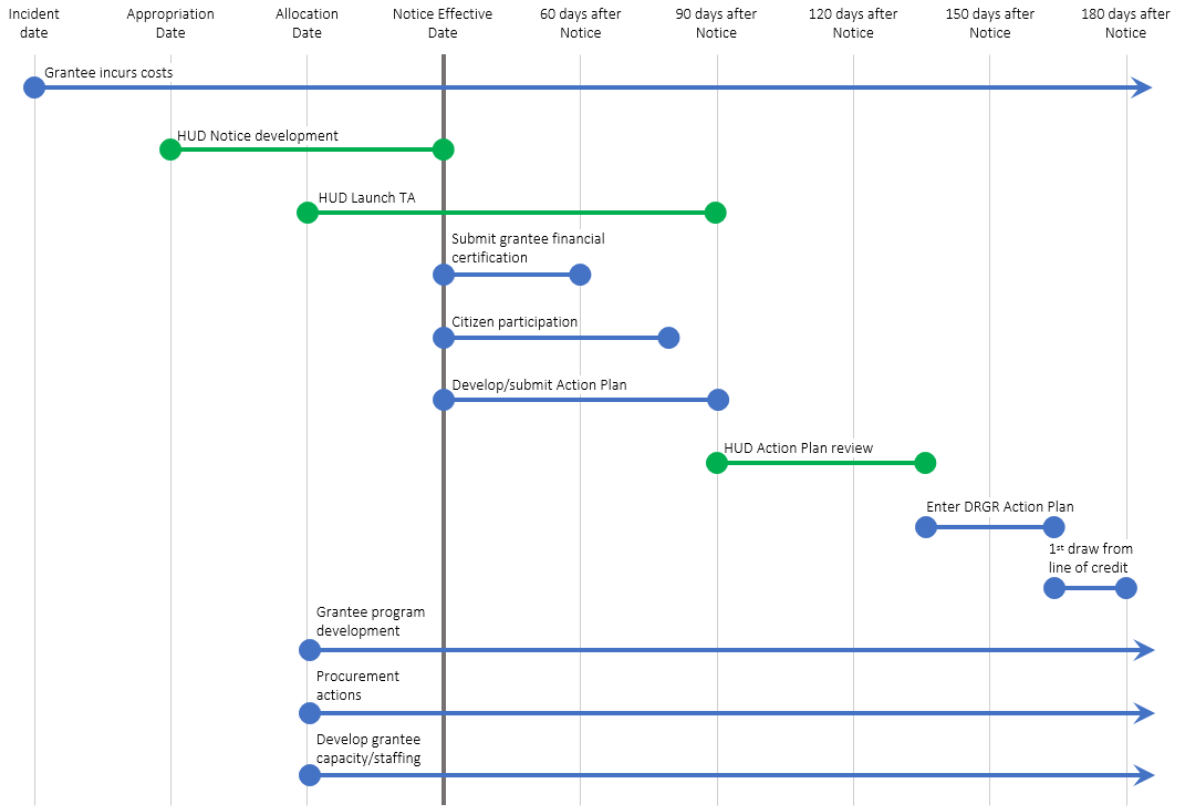 Incident
date
Appropriation
Date
Allocation
Date
Notice Effective
Date
60 days after
Notice
90 days after
Notice
120 days after
Notice
150 days after
Notice
180 days after
Notice
Grantee incurs costs
HUD Notice development
HUD Launch TA
Submit grantee financial
certification
Citizen participation
Develop/submit Action Plan
HUD Action Plan review
Enter DRGR Action Plan
1st draw from
line of credit
Grantee program
development
Procurement
actions
Develop grantee
capacity/staffing